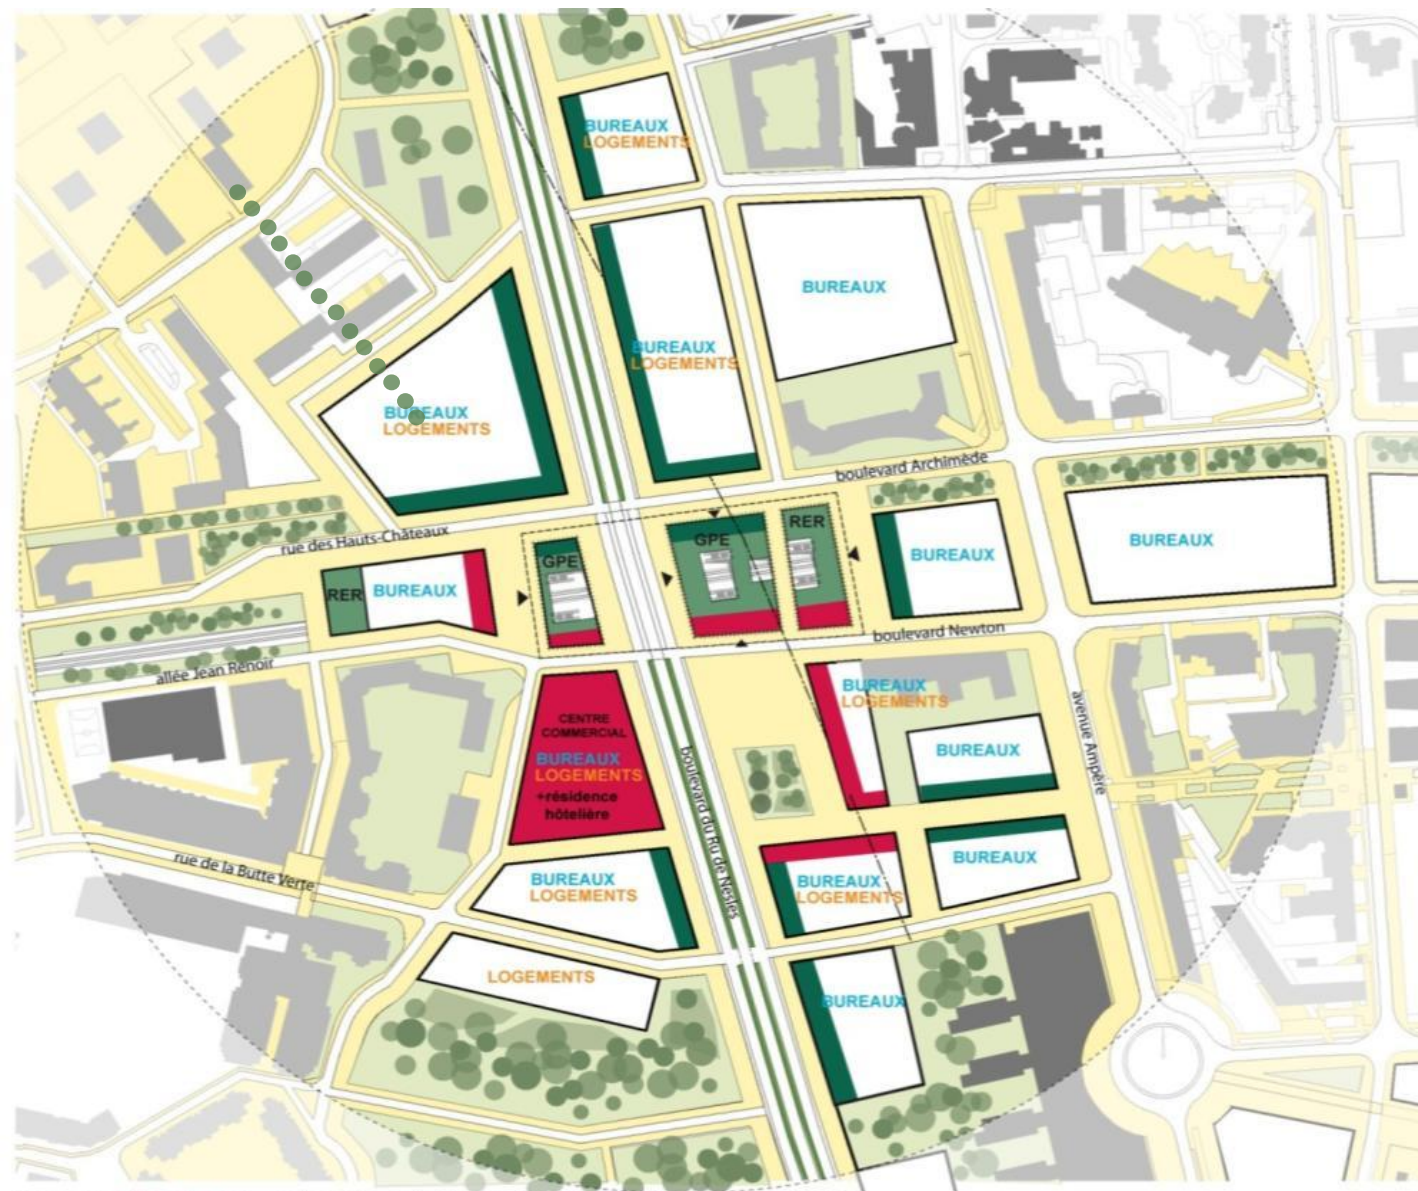 BUREAUX
LOGEMENTS
BUREAUX
BUREAUX
LOGEMENTS
BUREAUX
LOGEMENTS
boulevard Archimède
rue des Hauts-Châteaux
RER
GPE
GPE
BUREAUX
BUREAUX
RER
BUREAUX
boulevard Newton
allée Jean Renoir
BUREAUX
LOGEMENTS
CENTRE
COMMERCIAL
BUREAUX
LOGEMENTS
+résidence
hôtelière
BUREAUX
avenue Ampère
boulevard du Ru de Nesles
rue de la Butte Verte
BUREAUX
BUREAUX
LOGEMENTS
BUREAUX
LOGEMENTS
LOGEMENTS
BUREAUX